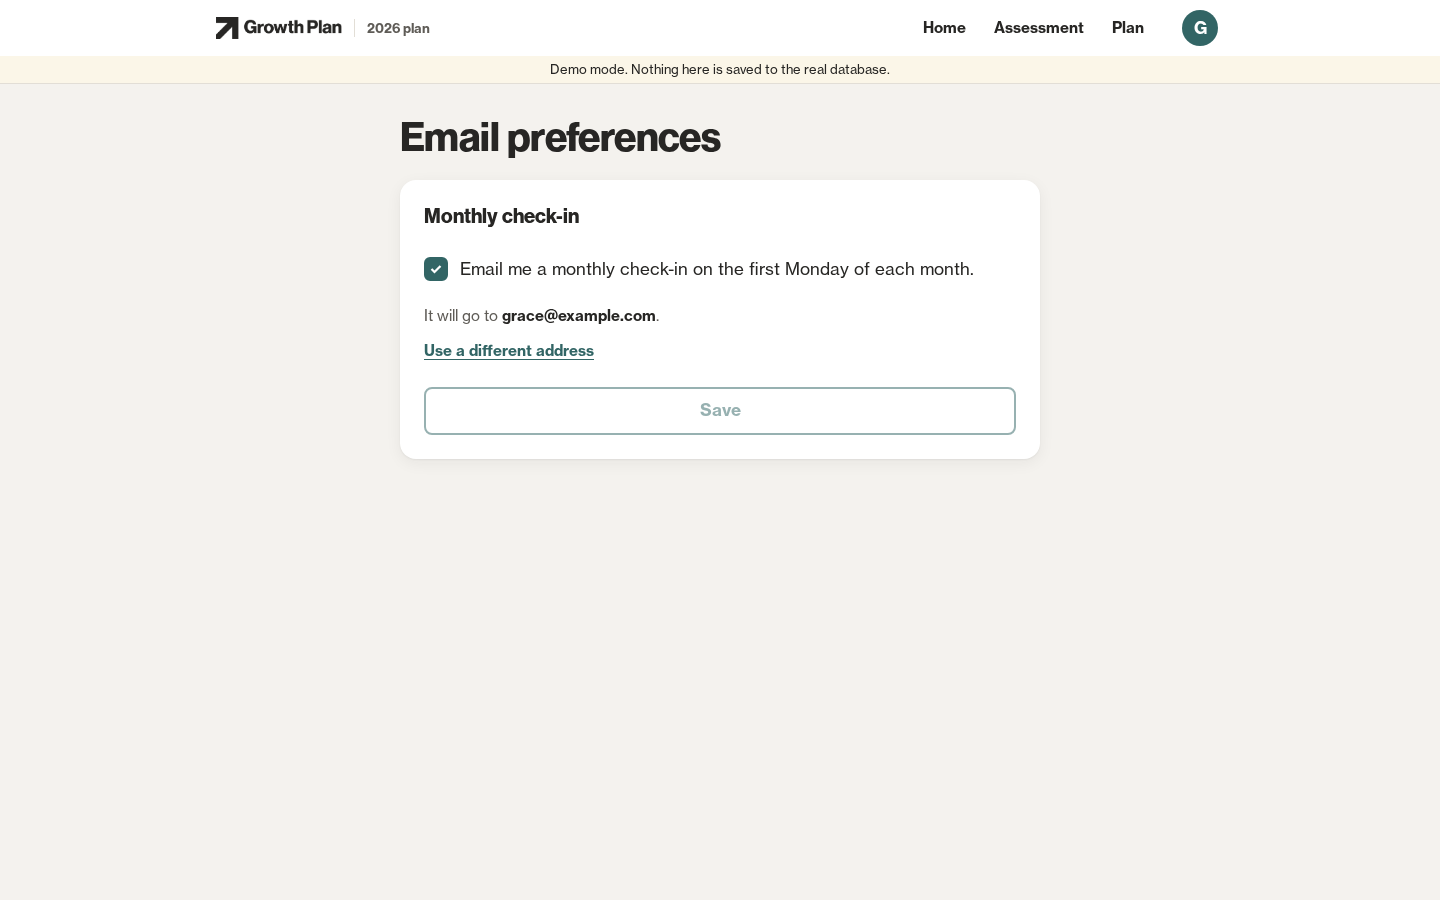 Growth Plan
2026 plan
Home
Assessment
Plan
G
Demo mode. Nothing here is saved to the real database.
Email preferences
Monthly check-in
Email me a monthly check-in on the first Monday of each month.
It will go to grace@example.com.
Use a different address
Save